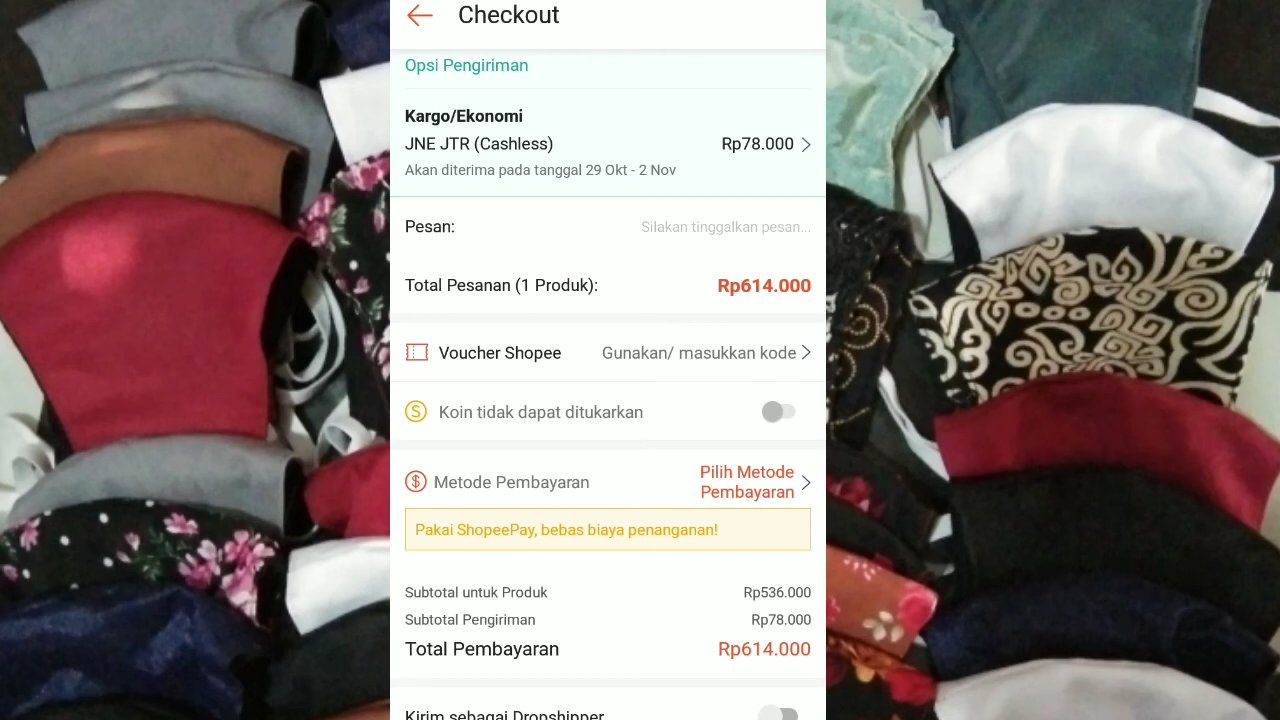 Checkout
Opsi Pengiriman
Kargo/Ekonomi
JNE JTR (Cashless) Rp78.000
Akan diterima pada tanggal 29 Okt - 2 Nov
Pesan: Silakan tinggalkan pesan...
Total Pesanan (1 Produk): Rp614.000
Voucher Shopee Gunakan/ masukkan kode
Koin tidak dapat ditukarkan
Metode Pembayaran Pilih Metode
Pembayaran
Pakai ShopeePay, bebas biaya penanganan!
Subtotal untuk Produk Rp536.000
Subtotal Pengiriman Rp78.000
Total Pembayaran Rp614.000
Kirim sebagai Dropshipper